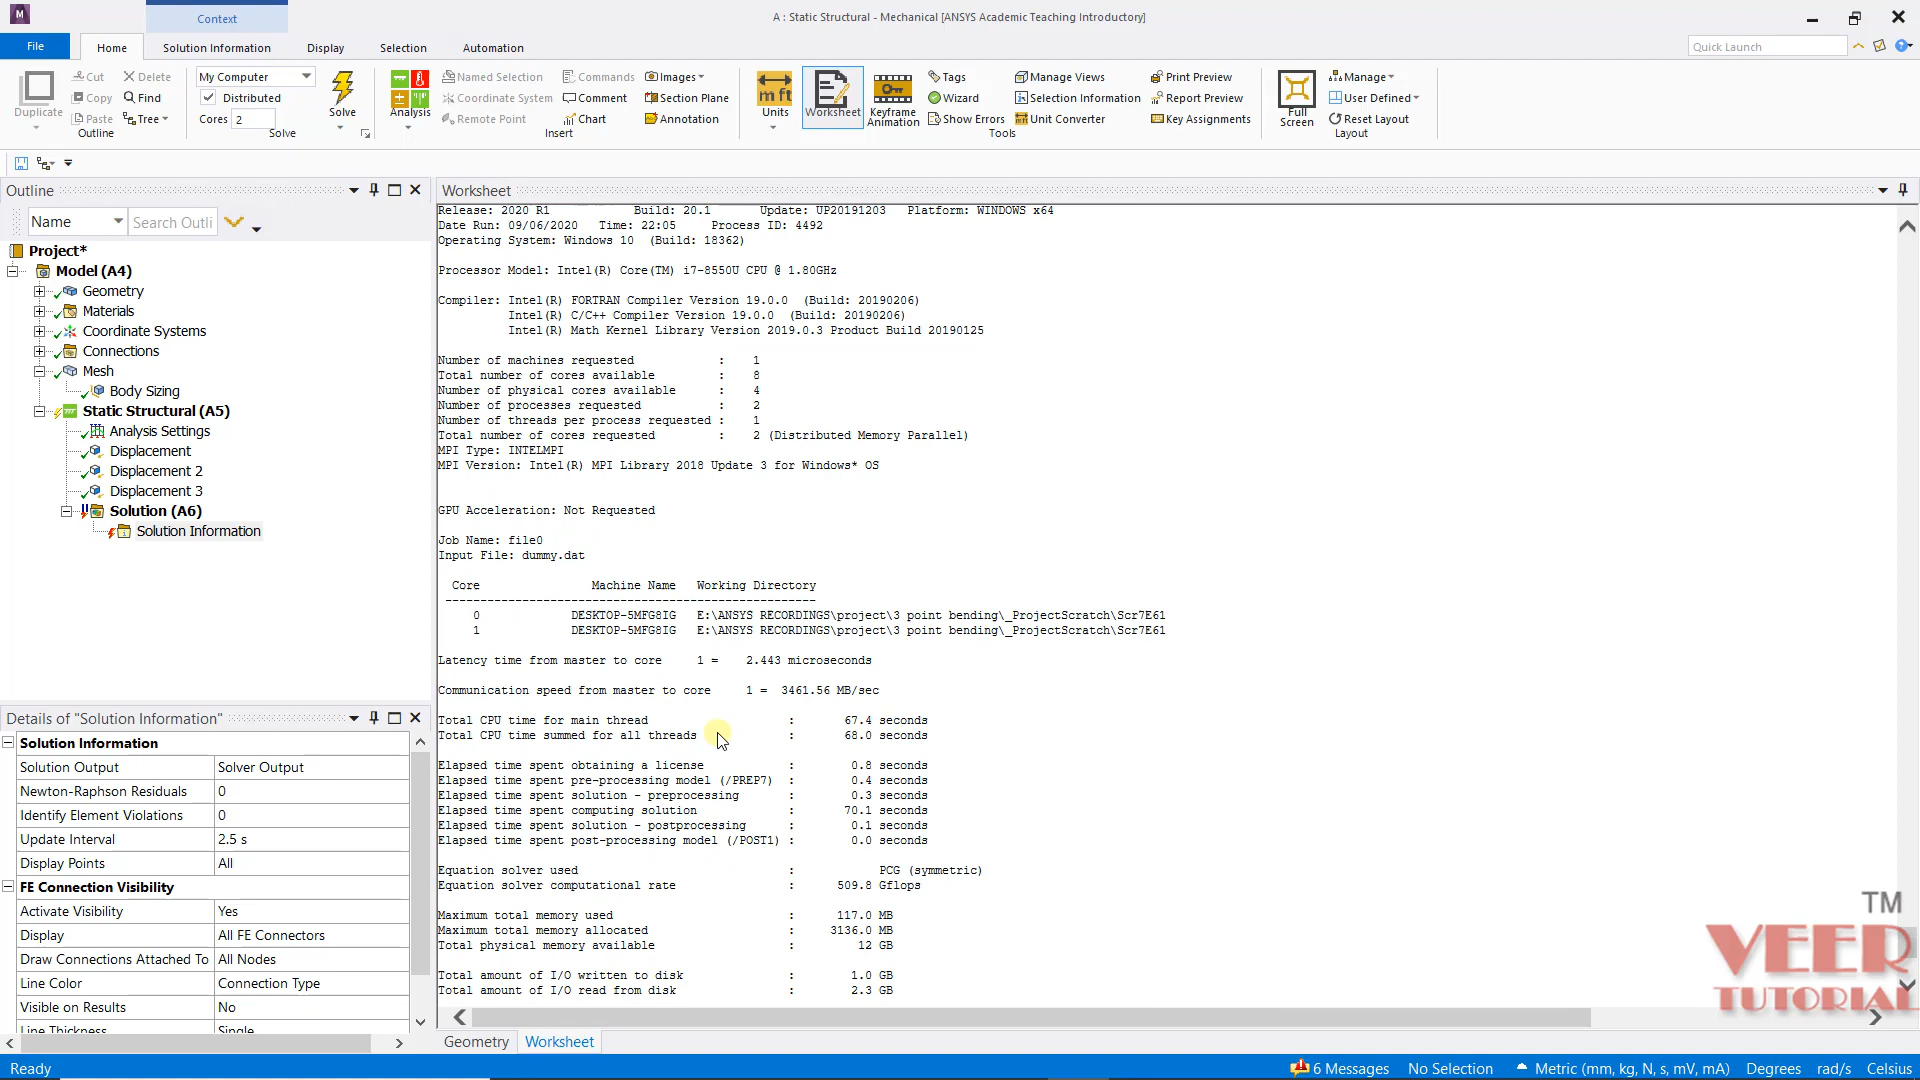 Context
A : Static Structural - Mechanical [ANSYS Academic Teaching Introductory]
File
Home
Solution Information
Display
Selection
Automation
Quick Launch
Duplicate
Cut
Copy
Paste
Delete
Find
Tree
Outline
My Computer
Distributed
Cores 2
Solve
Solve
Analysis
Named Selection
Coordinate System
Remote Point
Commands
Comment
Chart
Images
Section Plane
Annotation
Insert
Units
Worksheet
Keyframe
Animation
Tags
Wizard
Show Errors
Manage Views
Selection Information
Unit Converter
Print Preview
Report Preview
Key Assignments
Tools
Full
Screen
Manage
User Defined
Reset Layout
Layout
Outline
Name
Search Outli
Project*
Model (A4)
Geometry
Materials
Coordinate Systems
Connections
Mesh
Body Sizing
Static Structural (A5)
Analysis Settings
Displacement
Displacement 2
Displacement 3
Solution (A6)
Solution Information
Details of "Solution Information"
Solution Information
Solution Output Solver Output
Newton-Raphson Residuals 0
Identify Element Violations 0
Update Interval 2.5 s
Display Points All
FE Connection Visibility
Activate Visibility Yes
Display All FE Connectors
Draw Connections Attached To All Nodes
Line Color Connection Type
Visible on Results No
Line Thickness Single
Worksheet
Release: 2020 R1 Build: 20.1 Update: UP20191203 Platform: WINDOWS x64
Date Run: 09/06/2020 Time: 22:05 Process ID: 4492
Operating System: Windows 10 (Build: 18362)
Processor Model: Intel(R) Core(TM) i7-8550U CPU @ 1.80GHz
Compiler: Intel(R) FORTRAN Compiler Version 19.0.0 (Build: 20190206)
Intel(R) C/C++ Compiler Version 19.0.0 (Build: 20190206)
Intel(R) Math Kernel Library Version 2019.0.3 Product Build 20190125
Number of machines requested : 1
Total number of cores available : 8
Number of physical cores available : 4
Number of processes requested : 2
Number of threads per process requested : 1
Total number of cores requested : 2 (Distributed Memory Parallel)
MPI Type: INTELMPI
MPI Version: Intel(R) MPI Library 2018 Update 3 for Windows* OS
GPU Acceleration: Not Requested
Job Name: file0
Input File: dummy.dat
Core Machine Name Working Directory
-----------------------------------------------------
0 DESKTOP-5MFG8IG E:\ANSYS RECORDINGS\project\3 point bending\_ProjectScratch\Scr7E61
1 DESKTOP-5MFG8IG E:\ANSYS RECORDINGS\project\3 point bending\_ProjectScratch\Scr7E61
Latency time from master to core 1 = 2.443 microseconds
Communication speed from master to core 1 = 3461.56 MB/sec
Total CPU time for main thread : 67.4 seconds
Total CPU time summed for all threads : 68.0 seconds
Elapsed time spent obtaining a license : 0.8 seconds
Elapsed time spent pre-processing model (/PREP7) : 0.4 seconds
Elapsed time spent solution - preprocessing : 0.3 seconds
Elapsed time spent computing solution : 70.1 seconds
Elapsed time spent solution - postprocessing : 0.1 seconds
Elapsed time spent post-processing model (/POST1) : 0.0 seconds
Equation solver used : PCG (symmetric)
Equation solver computational rate : 509.8 Gflops
Maximum total memory used : 117.0 MB
Maximum total memory allocated : 3136.0 MB
Total physical memory available : 12 GB
Total amount of I/O written to disk : 1.0 GB
Total amount of I/O read from disk : 2.3 GB
TM
VEER
TUTORIAL
Geometry
Worksheet
Ready
6 Messages
No Selection
Metric (mm, kg, N, s, mV, mA)
Degrees
rad/s
Celsius